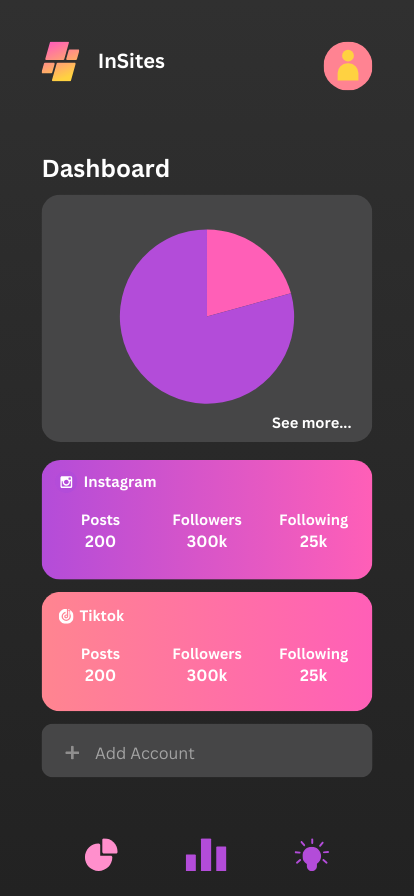 InSites
Dashboard
See more...
Instagram
Posts Followers Following
200 300k 25k
Tiktok
Posts Followers Following
200 300k 25k
+ Add Account